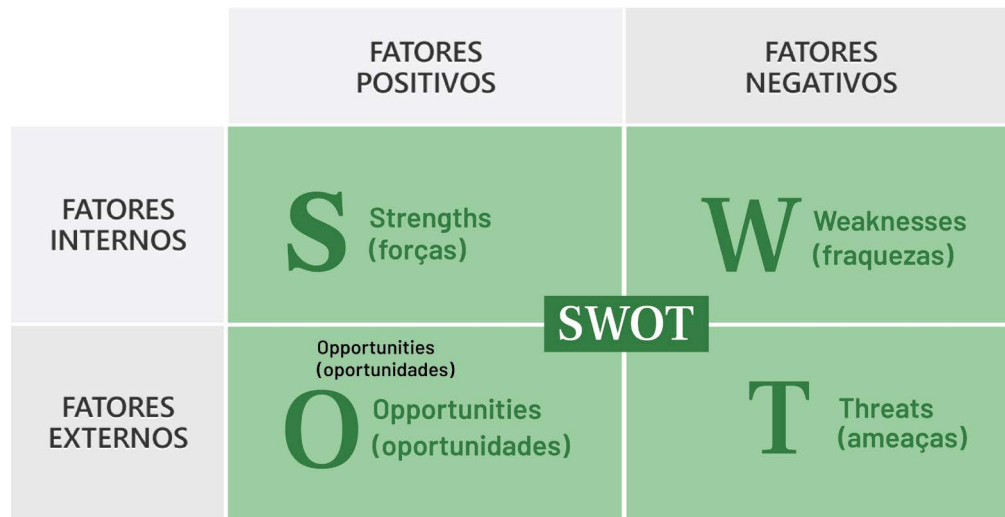 FATORES
POSITIVOS
FATORES
NEGATIVOS
FATORES
INTERNOS
S
Strengths
(forças)
W
Weaknesses
(fraquezas)
SWOT
FATORES
EXTERNOS
Opportunities
(oportunidades)
O
Opportunities
(oportunidades)
T
Threats
(ameaças)